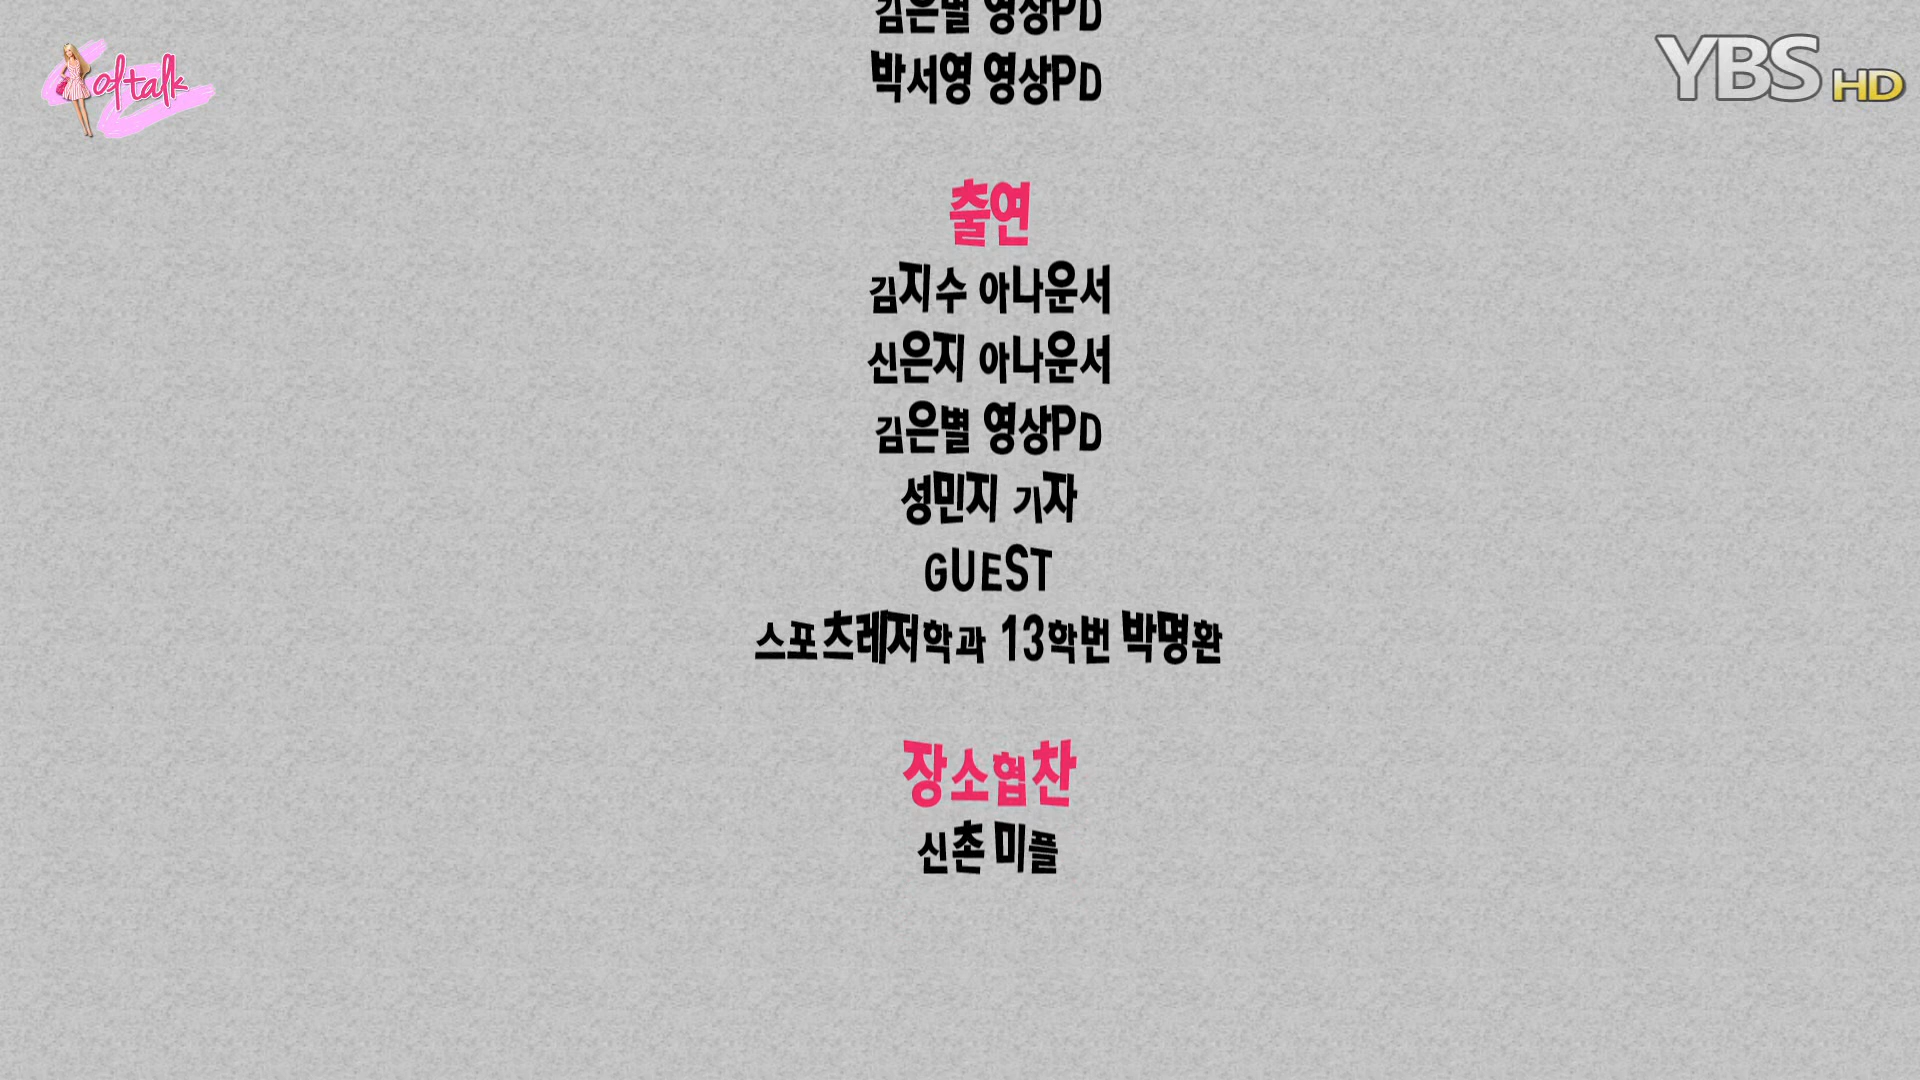 김은별 영상PD
박서영 영상PD
oftalk
YBS HD
출연
김지수 아나운서
신은지 아나운서
김은별 영상PD
성민지 기자
GUEST
스포츠레저학과 13학번 박명환
장소협찬
신촌 미플